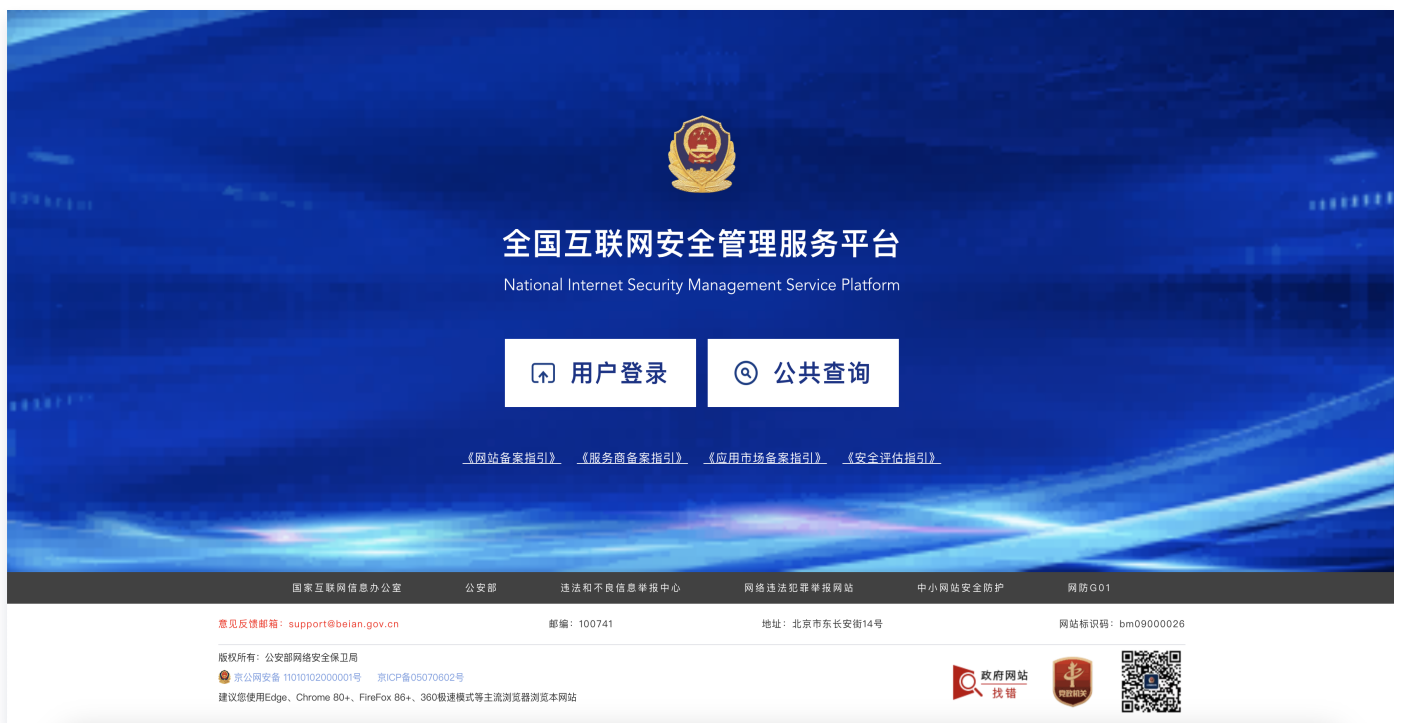 全国互联网安全管理服务平台
National Internet Security Management Service Platform
用户登录 公共查询
《网站备案指引》 《服务商备案指引》 《应用市场备案指引》 《安全评估指引》
国家互联网信息办公室 公安部 违法和不良信息举报中心 网络违法犯罪举报网站 中小网站安全防护 网防G01
意见反馈邮箱：support@beian.gov.cn 邮编：100741 地址：北京市东长安街14号 网站标识码：bm09000026
版权所有：公安部网络安全保卫局
京公网安备 11010102000001号 京ICP备05070602号
建议您使用Edge、Chrome 80+、FireFox 86+、360极速模式等主流浏览器浏览本网站
政府网站
找错
党政机关